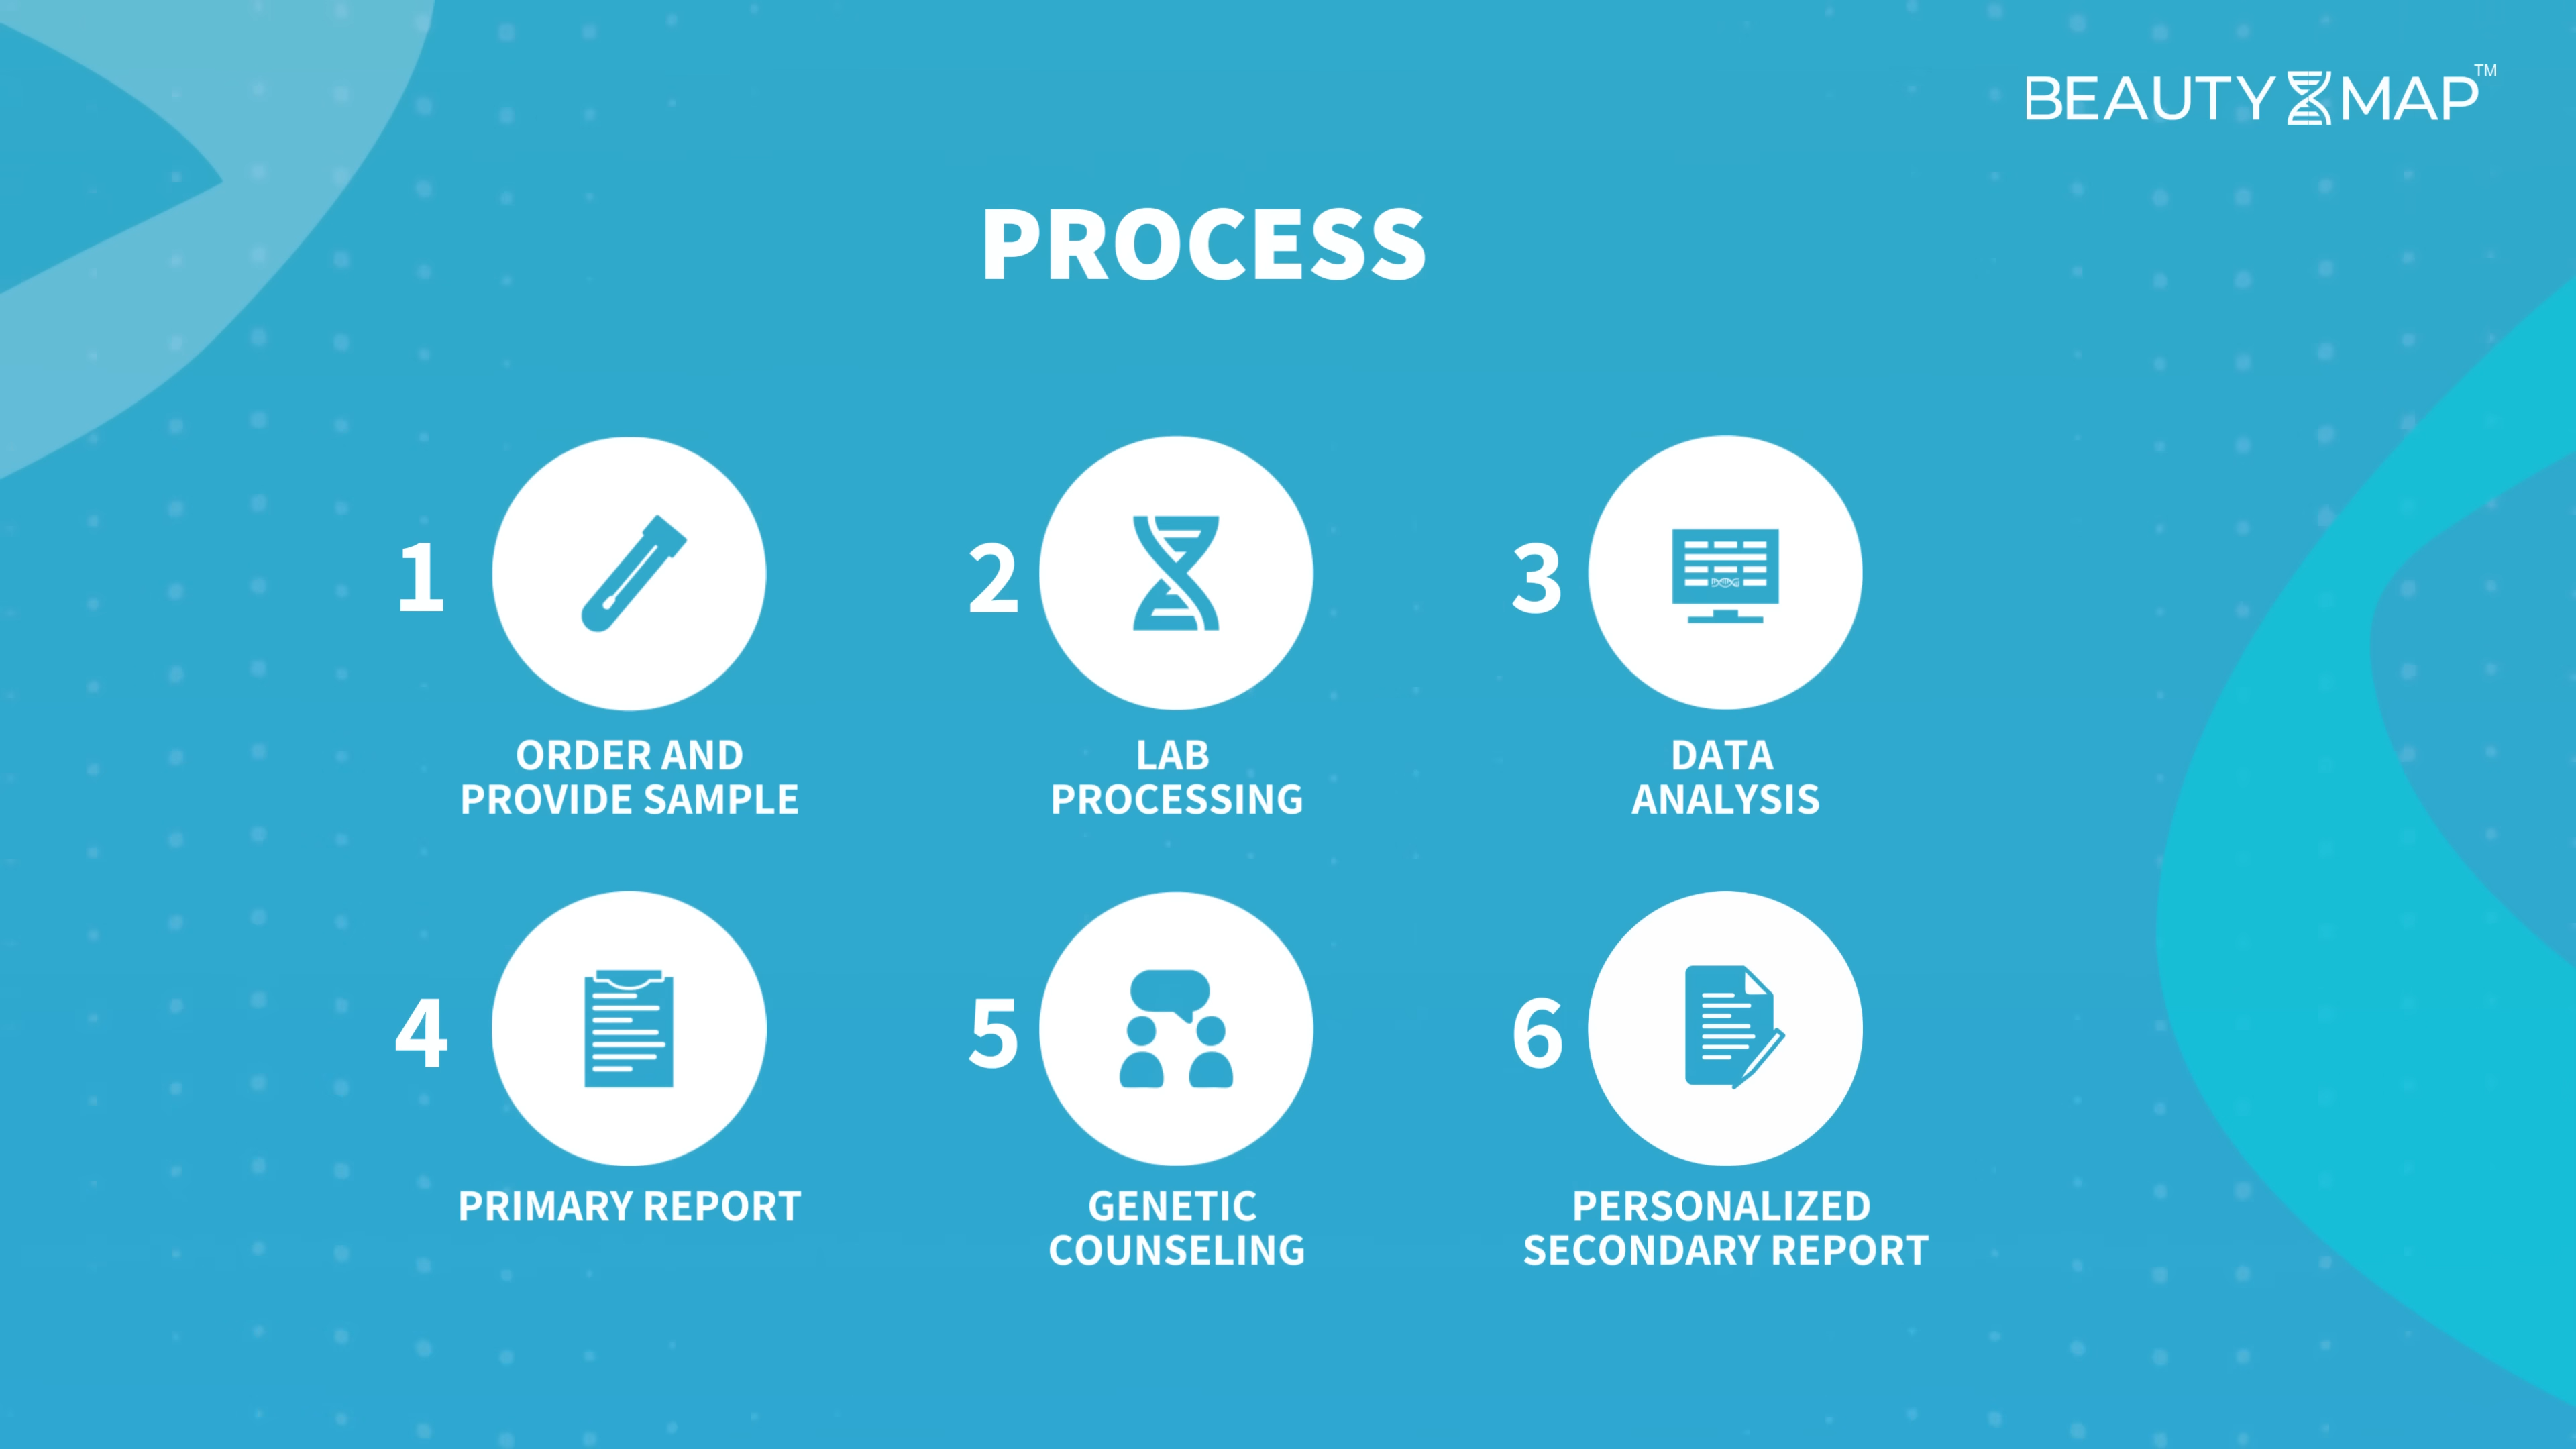 BEAUTY MAP™
PROCESS
1
2
3
ORDER AND
PROVIDE SAMPLE
LAB
PROCESSING
DATA
ANALYSIS
4
5
6
PRIMARY REPORT
GENETIC
COUNSELING
PERSONALIZED
SECONDARY REPORT